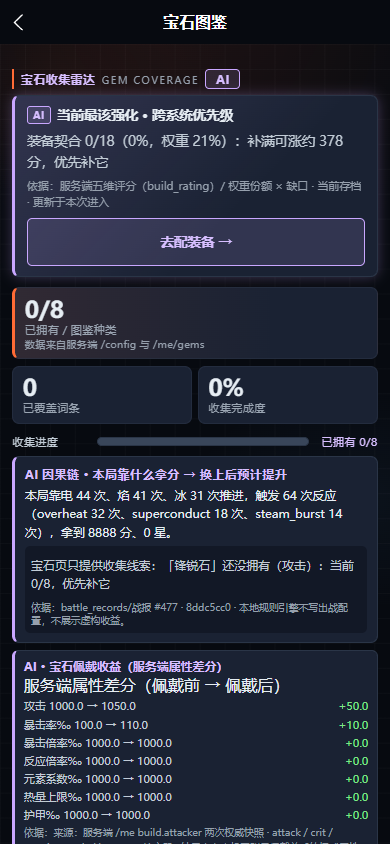 宝石图鉴
宝石收集雷达 GEM COVERAGE AI
AI 当前最该强化 • 跨系统优先级
装备契合 0/18（0%，权重 21%）：补满可涨约 378
分，优先补它
依据：服务端五维评分（build_rating）/ 权重份额 × 缺口 · 当前存档
· 更新于本次进入
去配装备 →
0/8
已拥有 / 图鉴种类
数据来自服务端 /config 与 /me/gems
0
已覆盖词条
0%
收集完成度
收集进度
已拥有 0/8
AI 因果链 • 本局靠什么拿分 → 换上后预计提升
本局靠电 44 次、焰 41 次、冰 31 次推进，触发 64 次反应
（overheat 32 次、superconduct 18 次、steam_burst 14
次），拿到 8888 分、0 星。
宝石页只提供收集线索：「锋锐石」还没拥有（攻击）：当前
0/8，优先补它
依据：battle_records/战报 #477 · 8ddc5cc0 · 本地规则引擎不写出战配
置，不展示虚构收益。
AI • 宝石佩戴收益（服务端属性差分）
服务端属性差分（佩戴前 → 佩戴后）
攻击 1000.0 → 1050.0 +50.0
暴击率‰ 100.0 → 110.0 +10.0
暴击倍率‰ 1000.0 → 1000.0 +0.0
反应倍率‰ 1000.0 → 1000.0 +0.0
元素系数‰ 1000.0 → 1000.0 +0.0
热量上限‰ 1000.0 → 1000.0 +0.0
护甲‰ 1000.0 → 1000.0 +0.0
依据：来源：服务端 /me build.attacker 两次权威快照 · attack / crit /